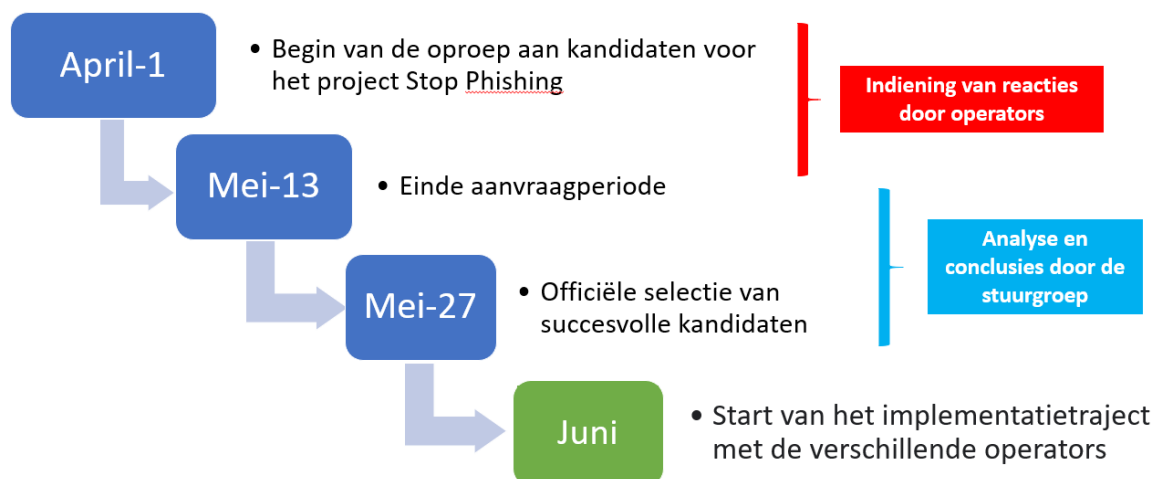 April-1
• Begin van de oproep aan kandidaten voor
het project Stop Phishing
Indiening van reacties
door operators
Mei-13
• Einde aanvraagperiode
Analyse en
conclusies door de
stuurgroep
Mei-27
• Officiële selectie van
succesvolle kandidaten
Juni
• Start van het implementatietraject
met de verschillende operators